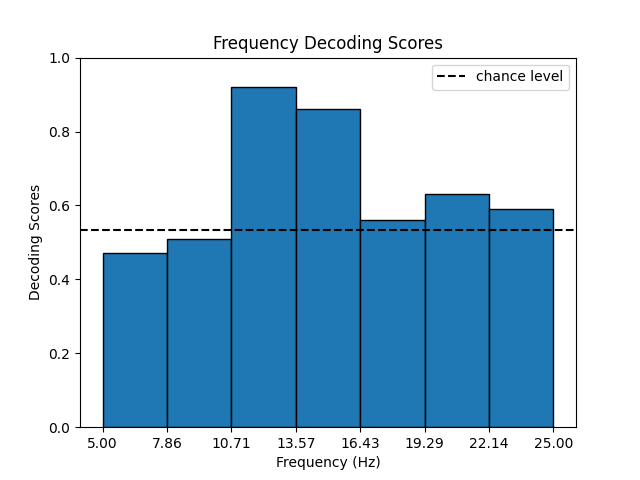 Frequency Decoding Scores
chance level
Decoding Scores
1.0
0.8
0.6
0.4
0.2
0.0
5.00 7.86 10.71 13.57 16.43 19.29 22.14 25.00
Frequency (Hz)